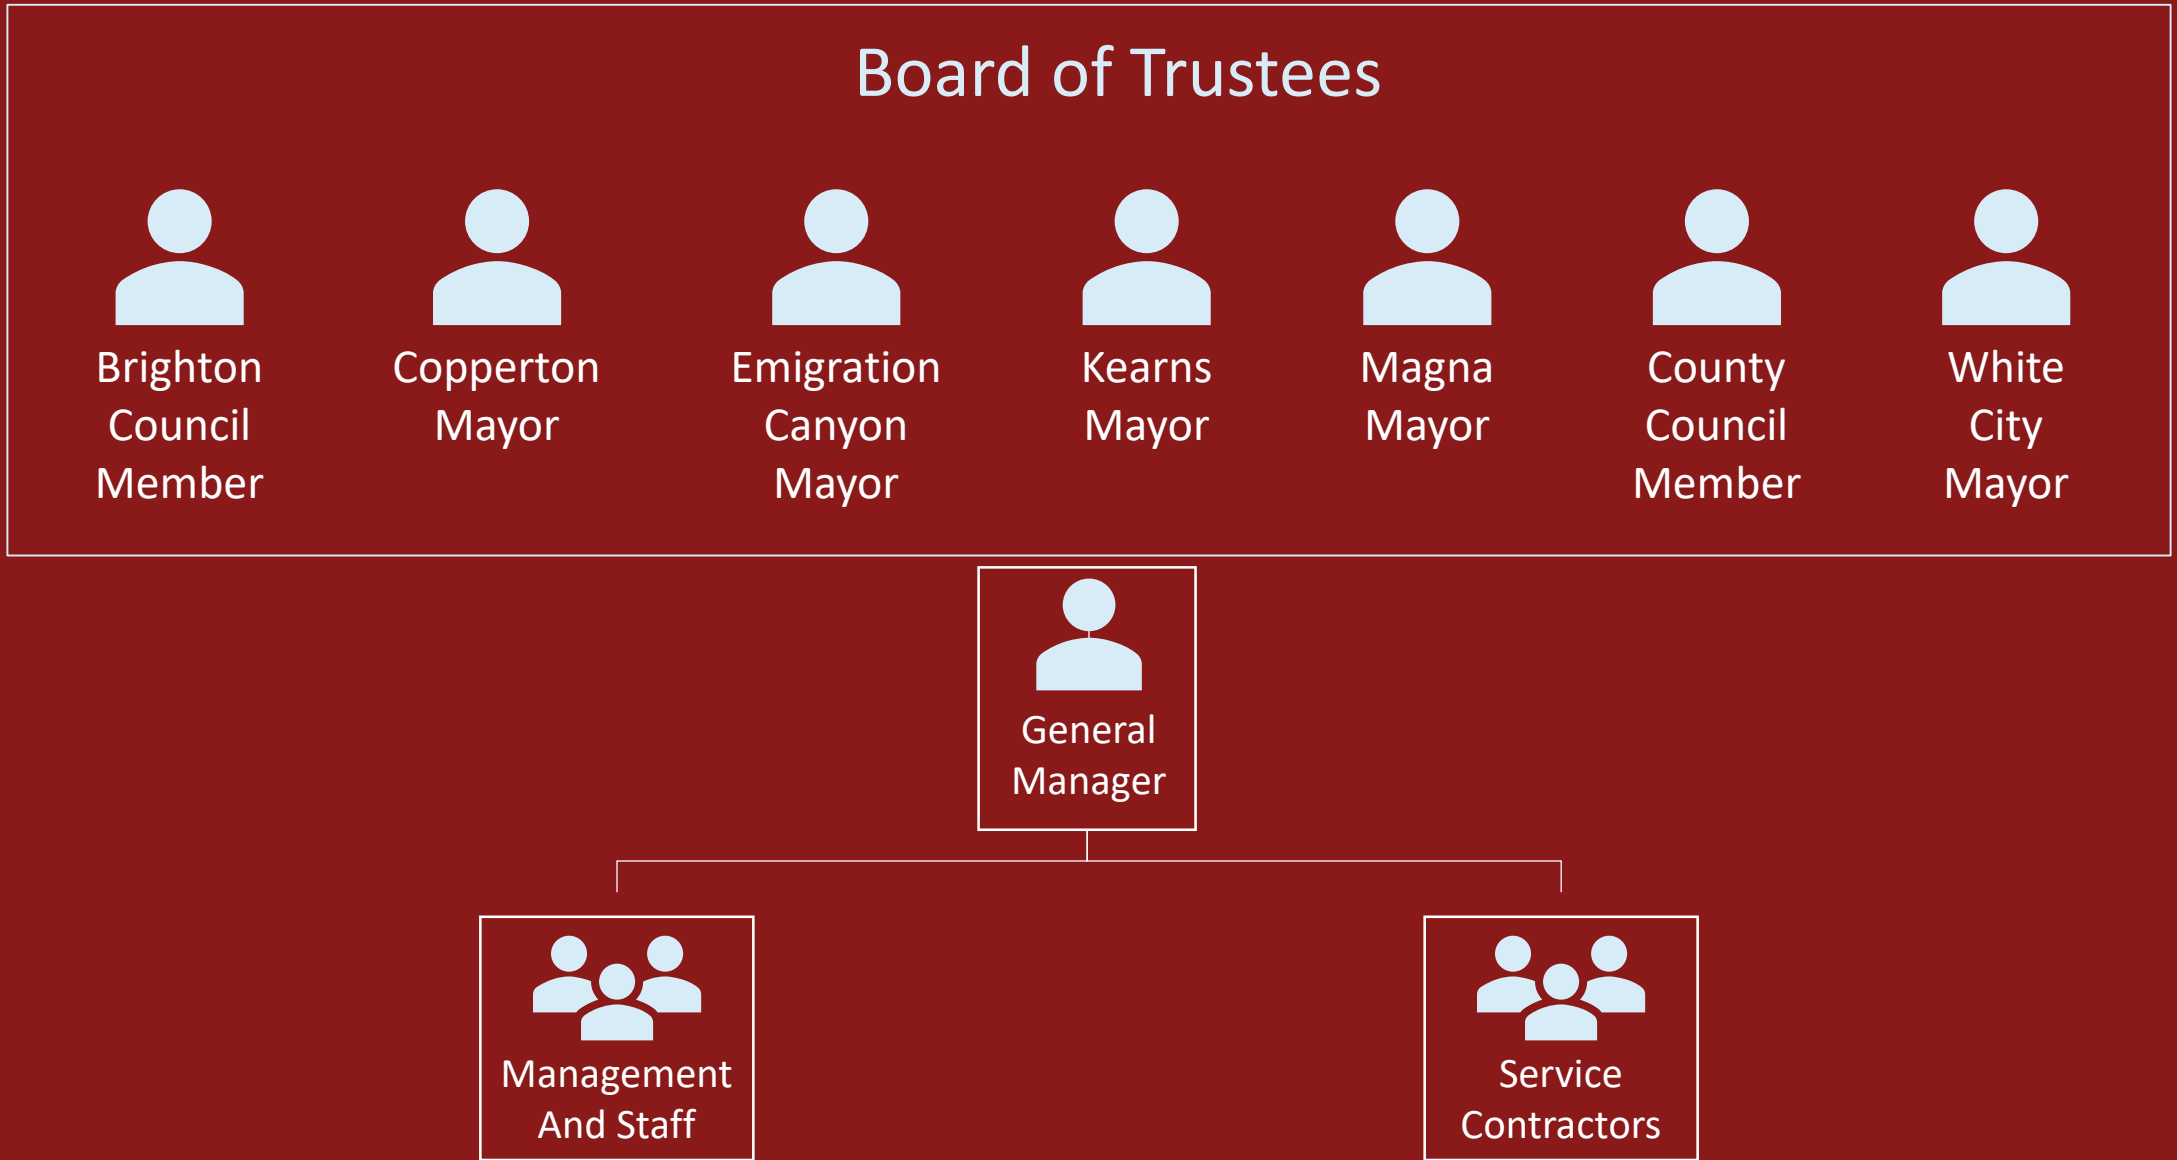 Board of Trustees
Brighton
Council
Member
Copperton
Mayor
Emigration
Canyon
Mayor
Kearns
Mayor
Magna
Mayor
County
Council
Member
White
City
Mayor
General
Manager
Management
And Staff
Service
Contractors